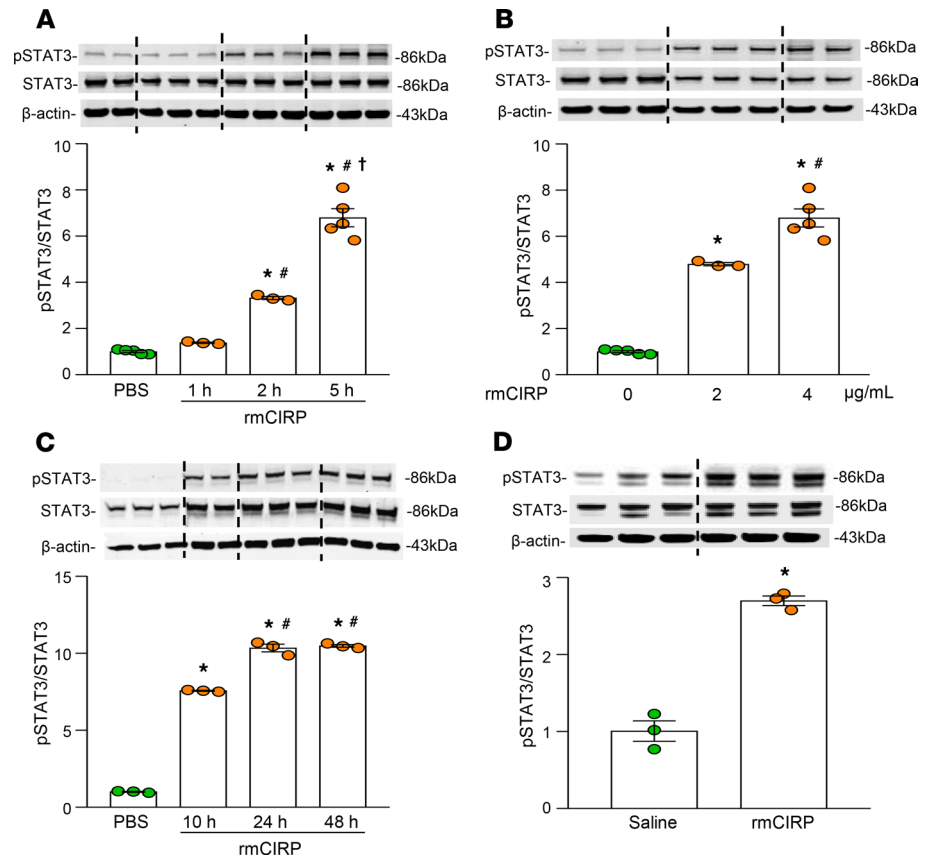 A
pSTAT3- -86kDa
STAT3- -86kDa
β-actin- -43kDa
pSTAT3/STAT3
10
8
6
4
2
0
* #
* # †
PBS 1 h 2 h 5 h
rmCIRP
B
pSTAT3- -86kDa
STAT3- -86kDa
β-actin- -43kDa
pSTAT3/STAT3
10
8
6
4
2
0
*
* #
rmCIRP 0 2 4 μg/mL
C
pSTAT3- -86kDa
STAT3- -86kDa
β-actin- -43kDa
pSTAT3/STAT3
15
10
5
0
*
* #
* #
PBS 10 h 24 h 48 h
rmCIRP
D
pSTAT3- -86kDa
STAT3- -86kDa
β-actin- -43kDa
pSTAT3/STAT3
3
2
1
0
*
Saline rmCIRP